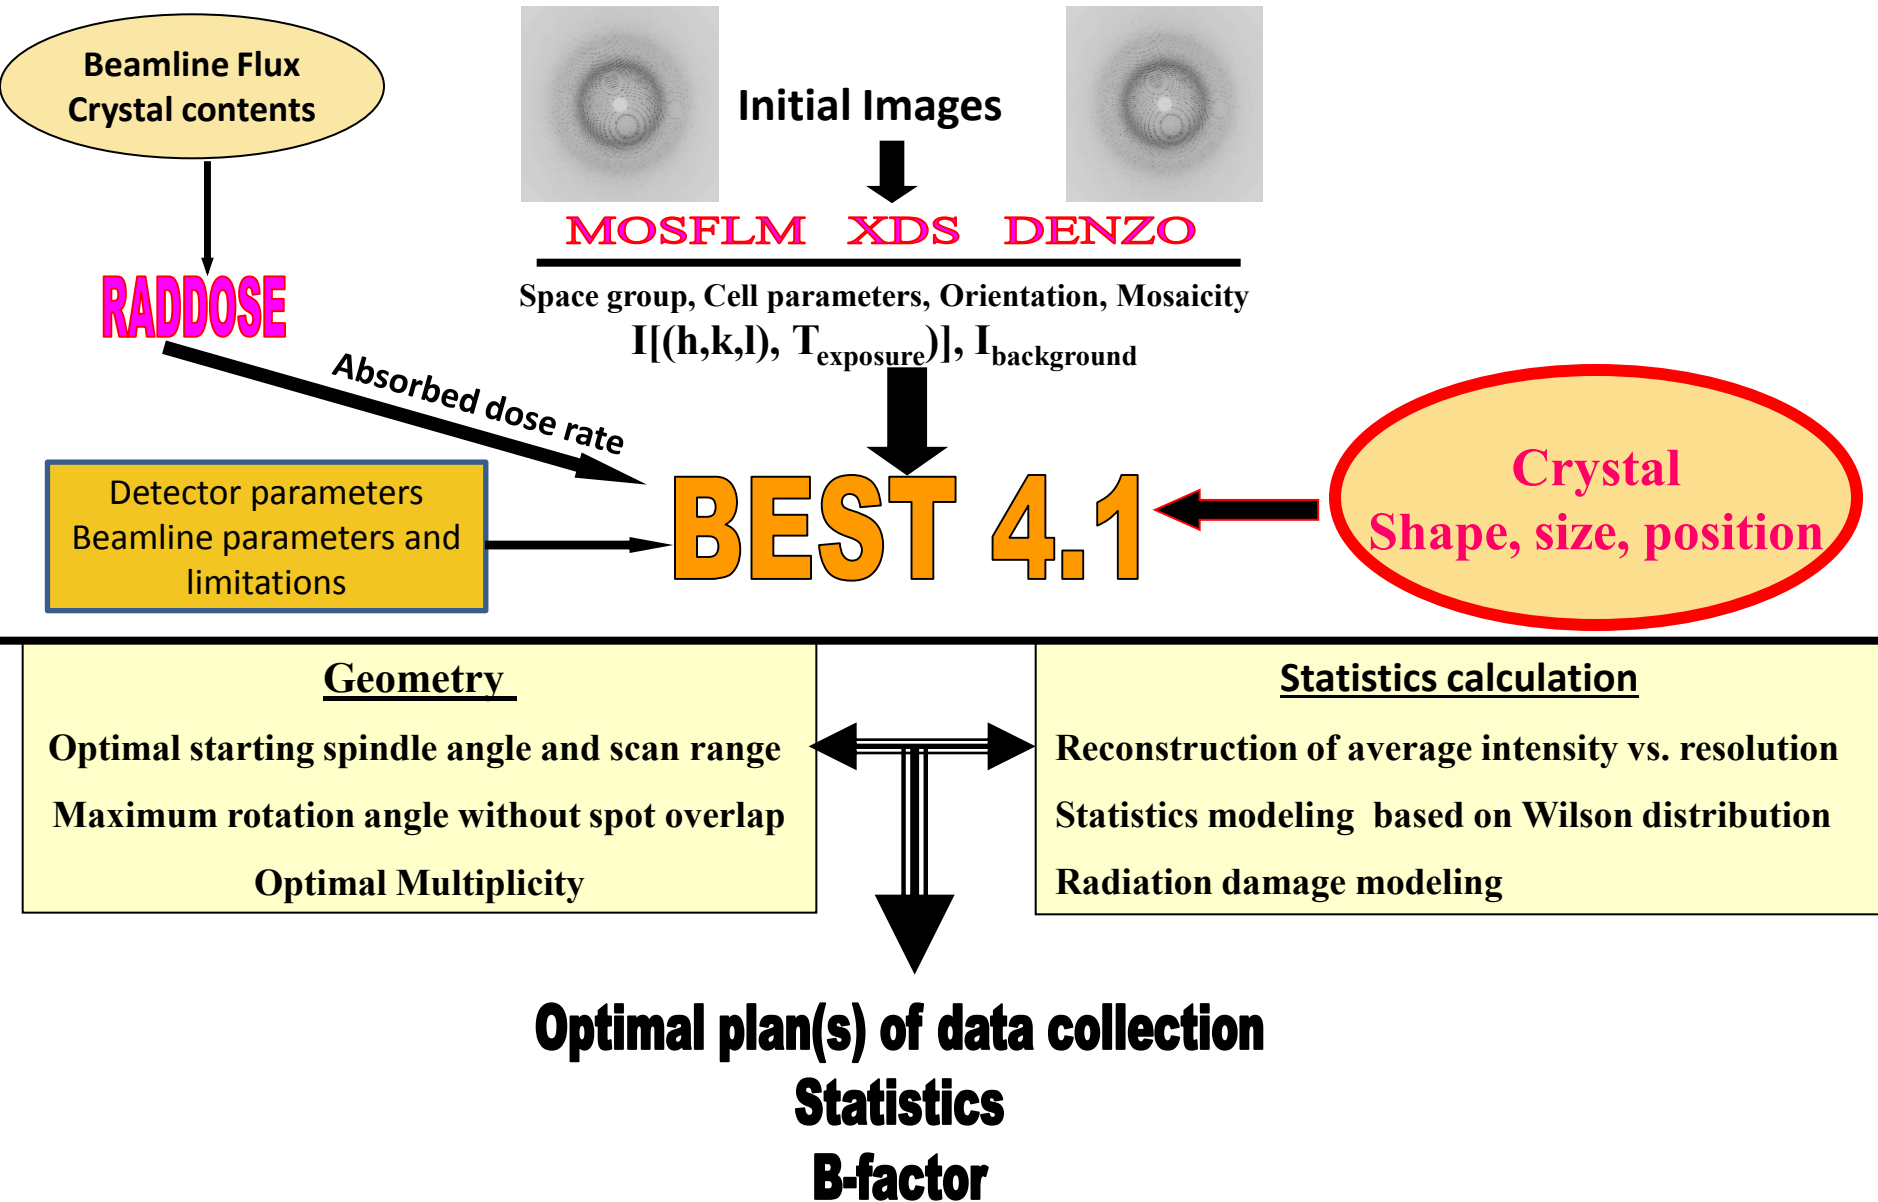 Beamline Flux
Crystal contents
Initial Images
MOSFLM XDS DENZO
RADDOSE
Space group, Cell parameters, Orientation, Mosaicity
I[(h,k,l), Texposure)], Ibackground
Absorbed dose rate
Detector parameters
Beamline parameters and
limitations
BEST 4.1
Crystal
Shape, size, position
Geometry
Optimal starting spindle angle and scan range
Maximum rotation angle without spot overlap
Optimal Multiplicity
Statistics calculation
Reconstruction of average intensity vs. resolution
Statistics modeling based on Wilson distribution
Radiation damage modeling
Optimal plan(s) of data collection
Statistics
B-factor